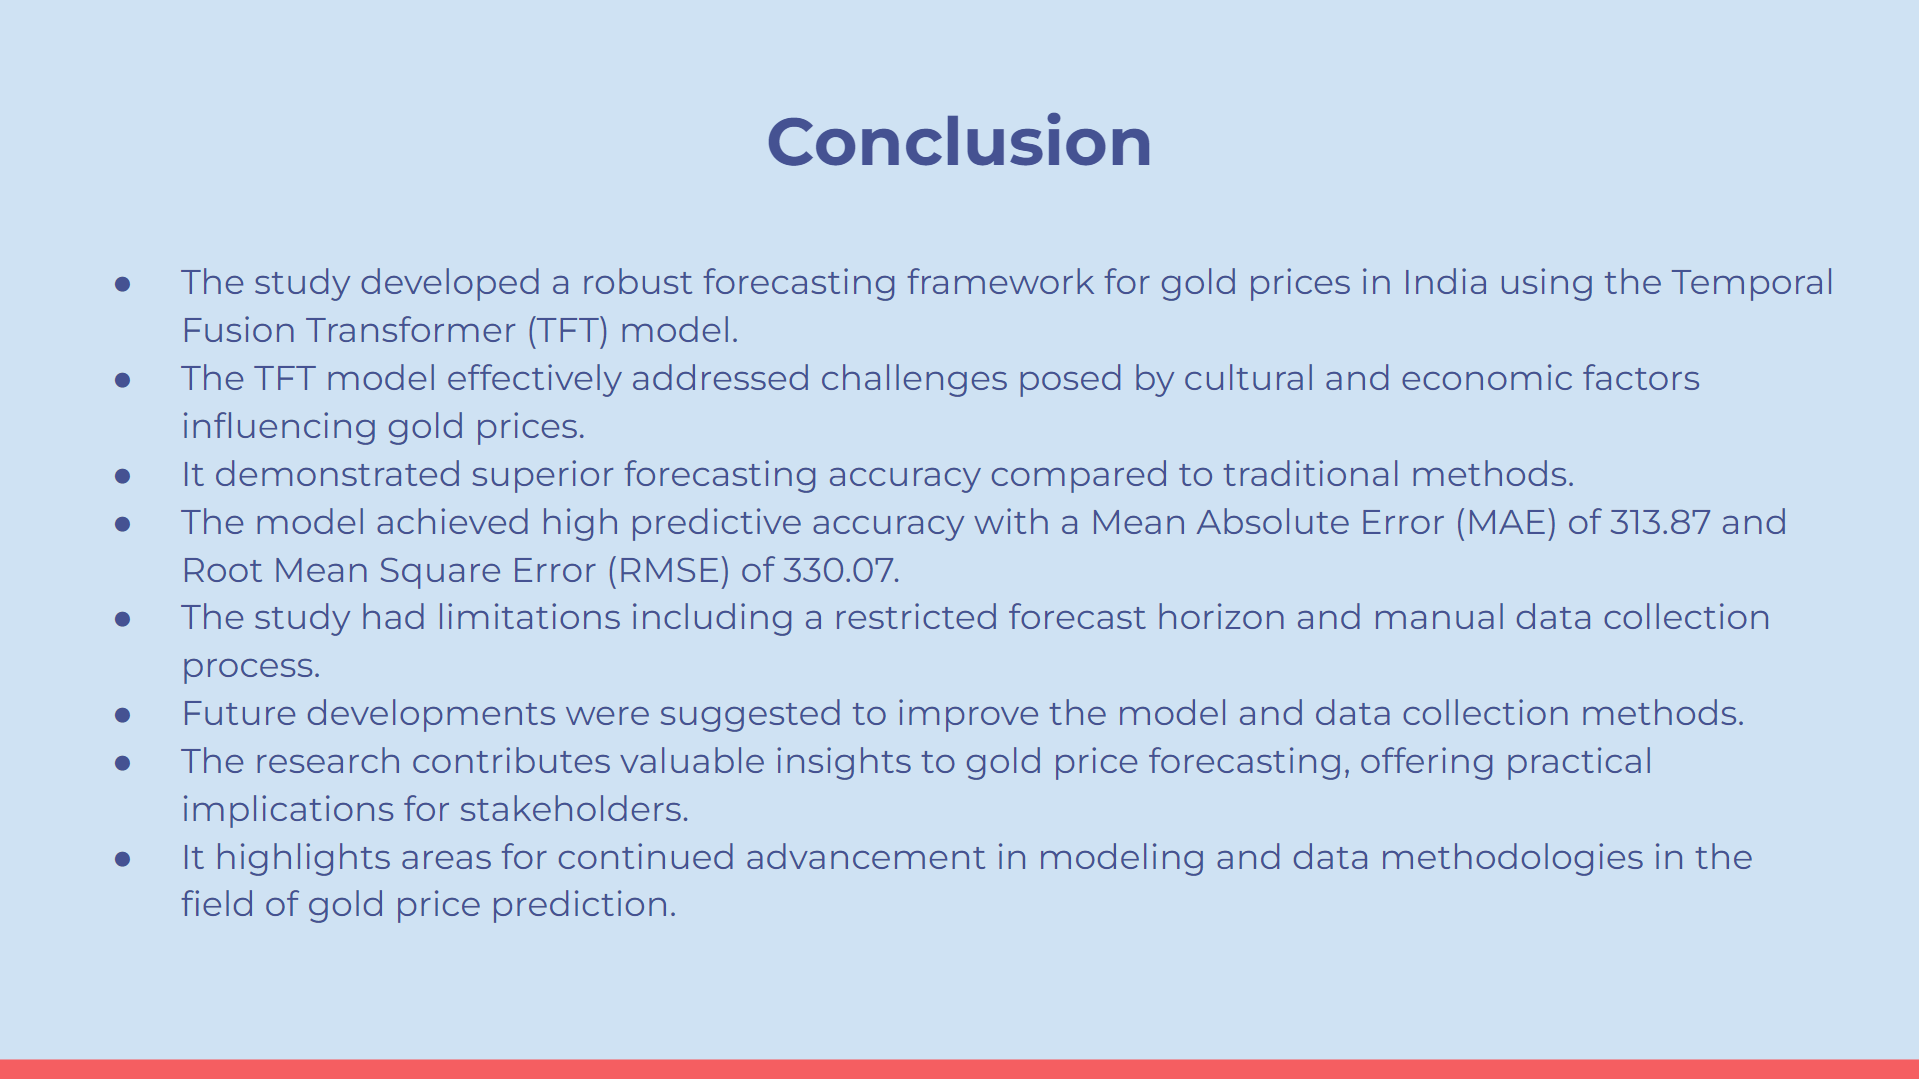 Conclusion
● The study developed a robust forecasting framework for gold prices in India using the Temporal
Fusion Transformer (TFT) model.
● The TFT model effectively addressed challenges posed by cultural and economic factors
influencing gold prices.
● It demonstrated superior forecasting accuracy compared to traditional methods.
● The model achieved high predictive accuracy with a Mean Absolute Error (MAE) of 313.87 and
Root Mean Square Error (RMSE) of 330.07.
● The study had limitations including a restricted forecast horizon and manual data collection
process.
● Future developments were suggested to improve the model and data collection methods.
● The research contributes valuable insights to gold price forecasting, offering practical
implications for stakeholders.
● It highlights areas for continued advancement in modeling and data methodologies in the
field of gold price prediction.